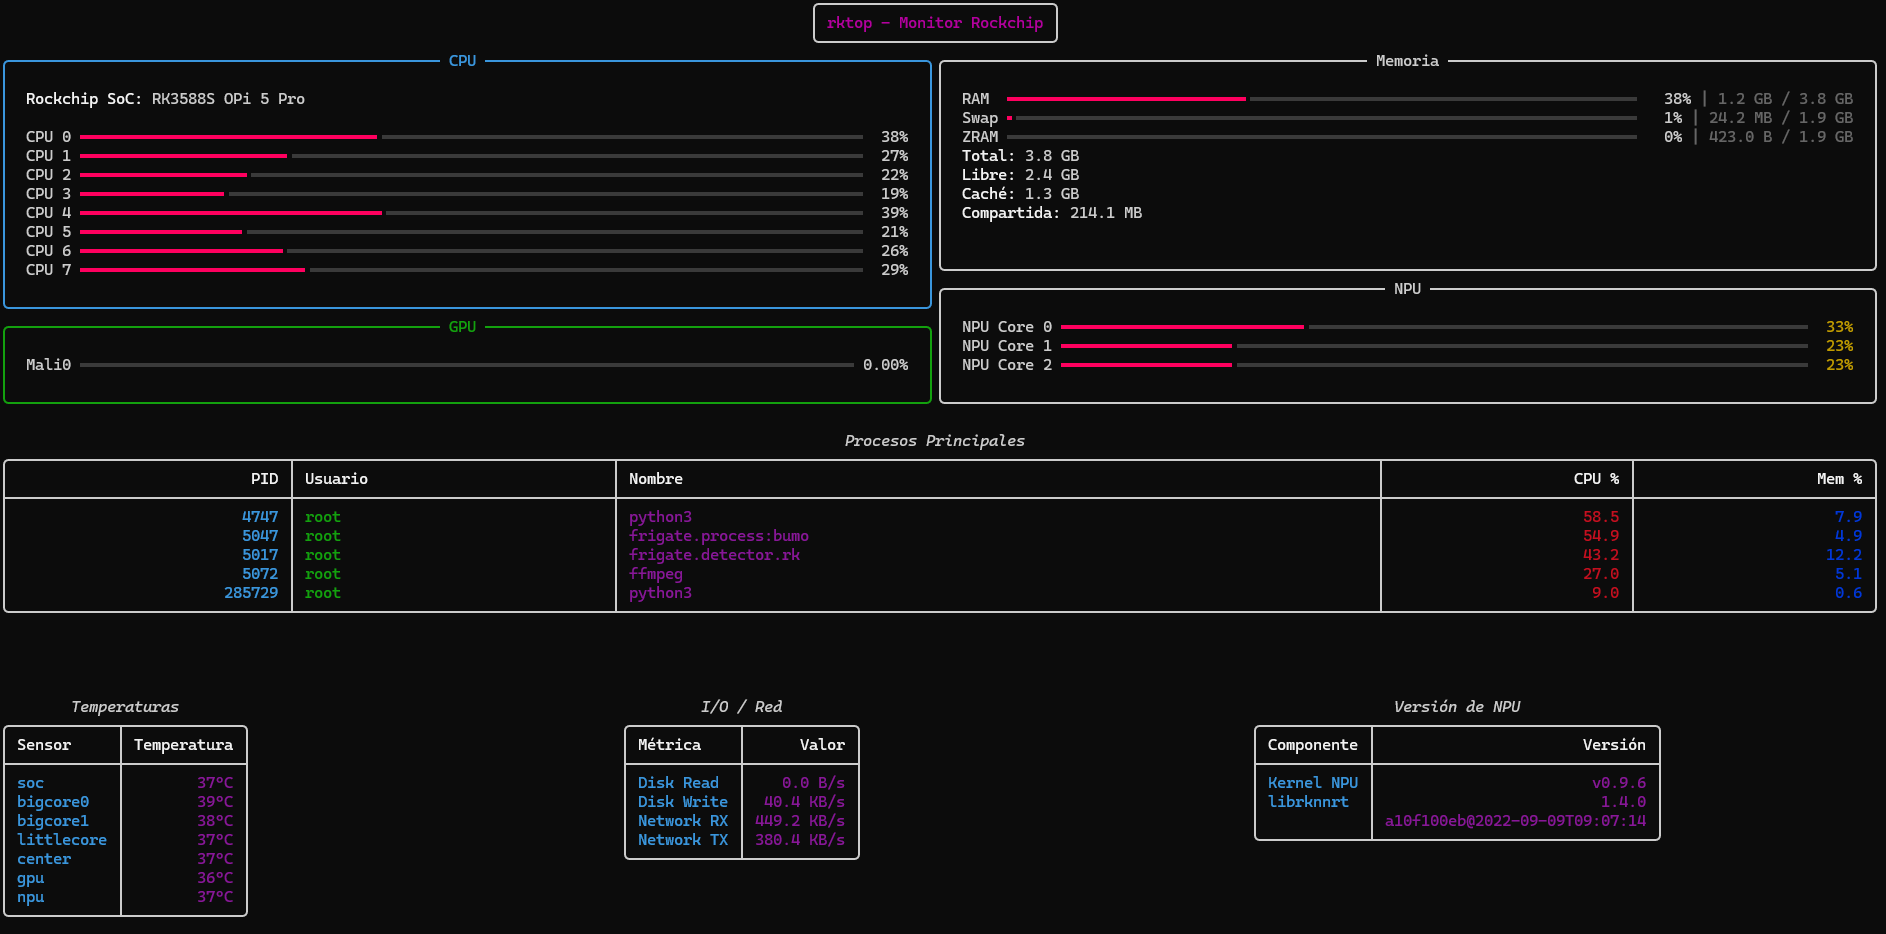 rktop - Monitor Rockchip
CPU
Rockchip SoC: RK3588S OPi 5 Pro
CPU 0 38%
CPU 1 27%
CPU 2 22%
CPU 3 19%
CPU 4 39%
CPU 5 21%
CPU 6 26%
CPU 7 29%
GPU
Mali0 0.00%
Memoria
RAM 38% | 1.2 GB / 3.8 GB
Swap 1% | 24.2 MB / 1.9 GB
ZRAM 0% | 423.0 B / 1.9 GB
Total: 3.8 GB
Libre: 2.4 GB
Caché: 1.3 GB
Compartida: 214.1 MB
NPU
NPU Core 0 33%
NPU Core 1 23%
NPU Core 2 23%
Procesos Principales
PID Usuario Nombre CPU % Mem %
4747 root python3 58.5 7.9
5047 root frigate.process:bumo 54.9 4.9
5017 root frigate.detector.rk 43.2 12.2
5072 root ffmpeg 27.0 5.1
285729 root python3 9.0 0.6
Temperaturas
Sensor Temperatura
soc 37°C
bigcore0 39°C
bigcore1 38°C
littlecore 37°C
center 37°C
gpu 36°C
npu 37°C
I/O / Red
Métrica Valor
Disk Read 0.0 B/s
Disk Write 40.4 KB/s
Network RX 449.2 KB/s
Network TX 380.4 KB/s
Versión de NPU
Componente Versión
Kernel NPU v0.9.6
librknnrt 1.4.0
a10f100eb@2022-09-09T09:07:14